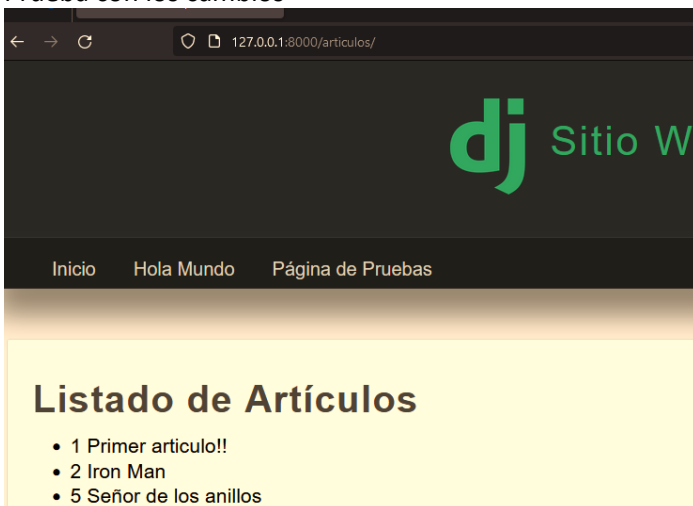 127.0.0.1:8000/articulos/
dj Sitio W
Inicio Hola Mundo Página de Pruebas
Listado de Artículos
• 1 Primer articulo!!
• 2 Iron Man
• 5 Señor de los anillos